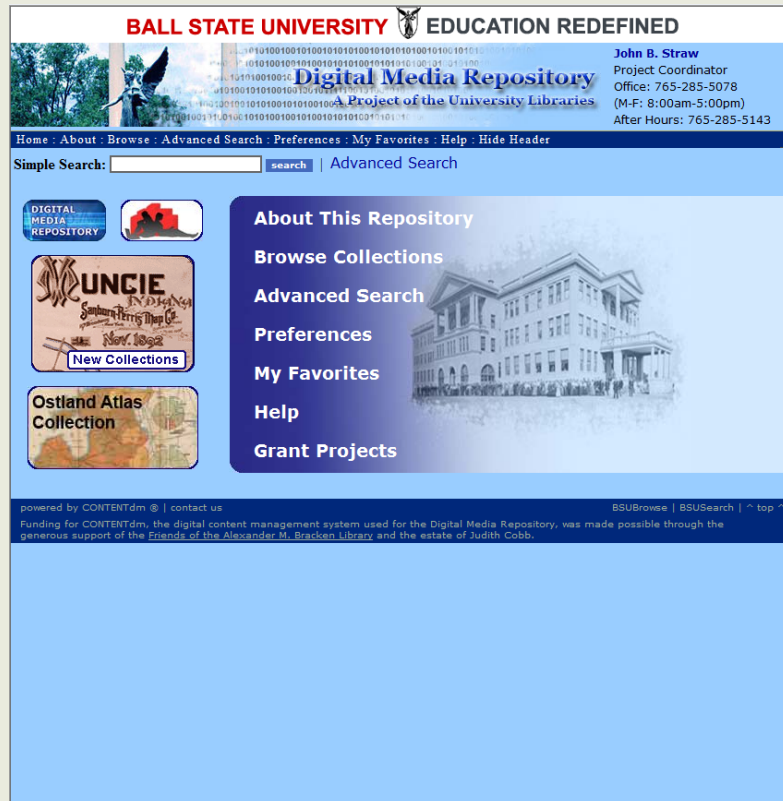 BALL STATE UNIVERSITY EDUCATION REDEFINED
Digital Media Repository
A Project of the University Libraries
John B. Straw
Project Coordinator
Office: 765-285-5078
(M-F: 8:00am-5:00pm)
After Hours: 765-285-5143
Home : About : Browse : Advanced Search : Preferences : My Favorites : Help : Hide Header
Simple Search: search | Advanced Search
DIGITAL
MEDIA
REPOSITORY
MUNCIE
INDIANA
Sanborn-Perris Map Co.
Nov. 1892
New Collections
Ostland Atlas
Collection
About This Repository
Browse Collections
Advanced Search
Preferences
My Favorites
Help
Grant Projects
powered by CONTENTdm ® | contact us
BSUBrowse | BSUSearch | ^ top ^
Funding for CONTENTdm, the digital content management system used for the Digital Media Repository, was made possible through the
generous support of the Friends of the Alexander M. Bracken Library and the estate of Judith Cobb.